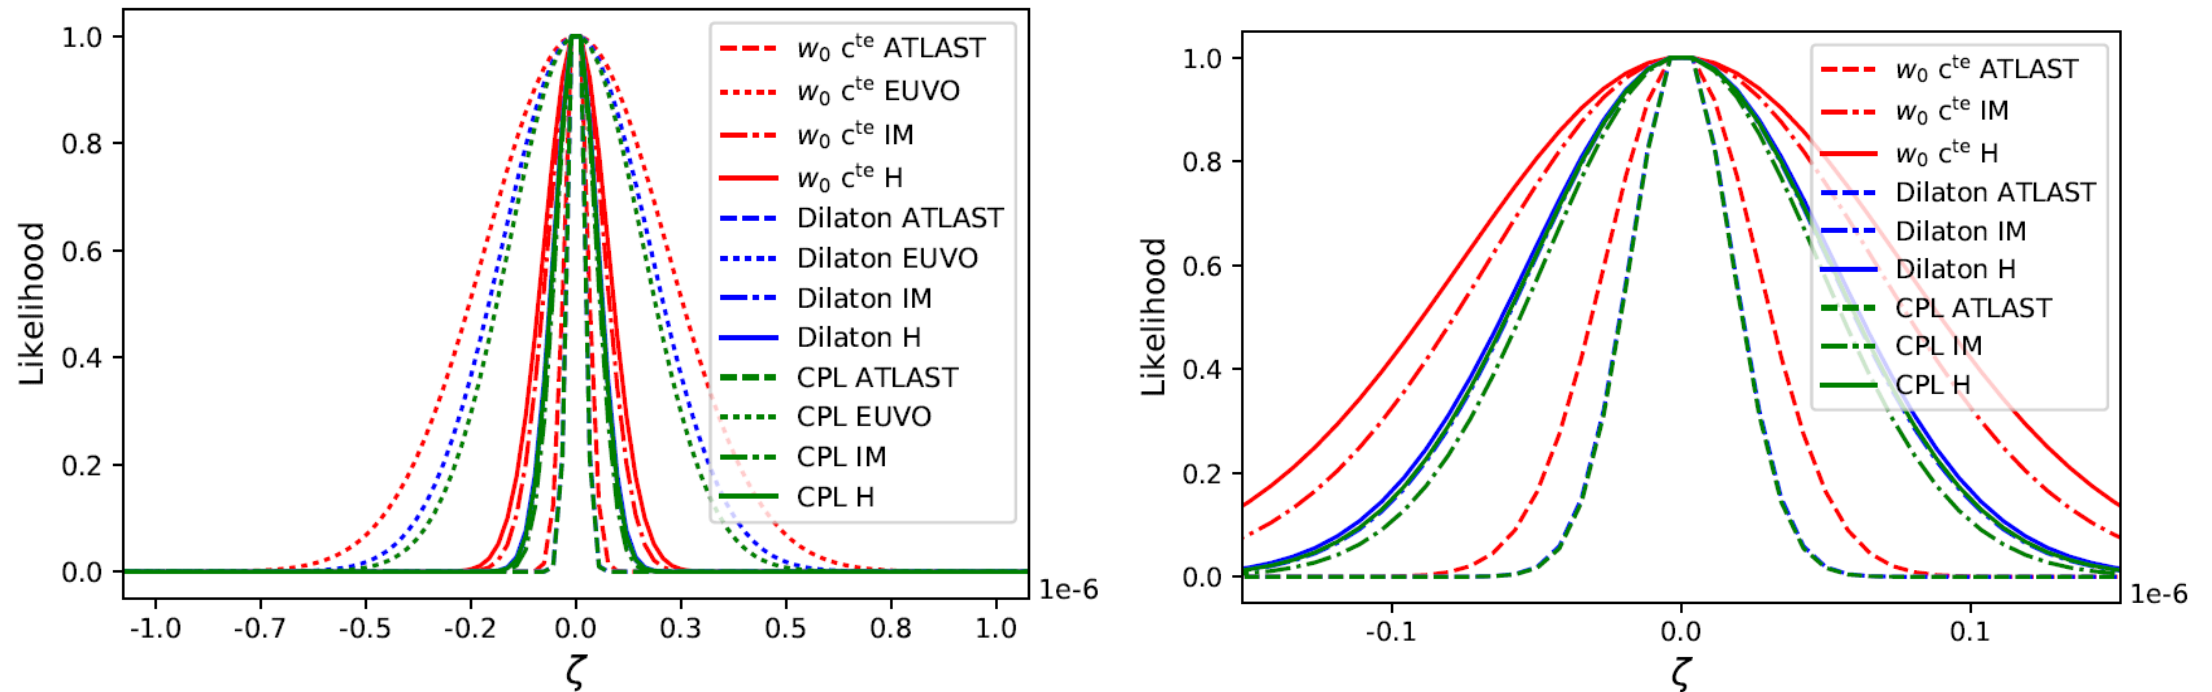 Likelihood
1.0
0.8
0.6
0.4
0.2
0.0
-1.0 -0.7 -0.5 -0.2 0.0 0.3 0.5 0.8 1.0
1e-6
ζ
w₀ cᵗᵉ ATLAST
w₀ cᵗᵉ EUVO
w₀ cᵗᵉ IM
w₀ cᵗᵉ H
Dilaton ATLAST
Dilaton EUVO
Dilaton IM
Dilaton H
CPL ATLAST
CPL EUVO
CPL IM
CPL H
Likelihood
1.0
0.8
0.6
0.4
0.2
0.0
-0.1 0.0 0.1
1e-6
ζ
w₀ cᵗᵉ ATLAST
w₀ cᵗᵉ IM
w₀ cᵗᵉ H
Dilaton ATLAST
Dilaton IM
Dilaton H
CPL ATLAST
CPL IM
CPL H